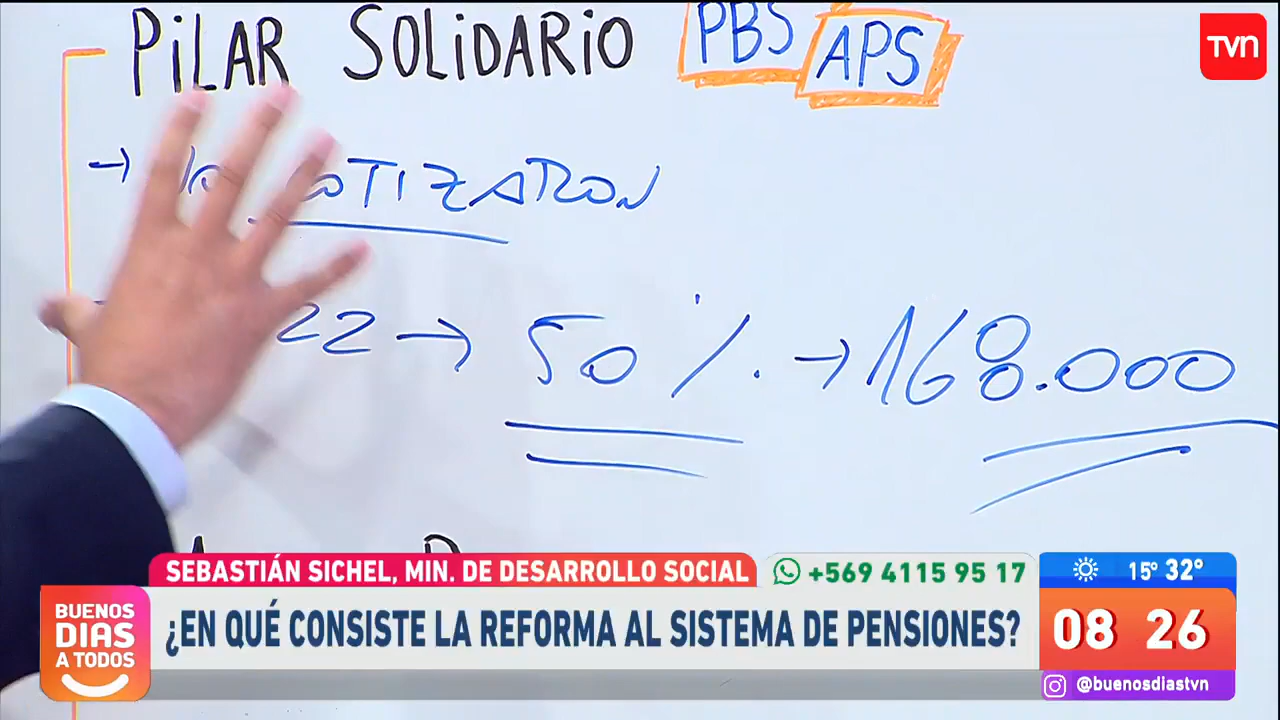 PiLAR SOLiDARIO PBS APS
TVN
→ COTIZARON
22 → 50% → 168.000
SEBASTIÁN SICHEL, MIN. DE DESARROLLO SOCIAL
+569 4115 95 17
15° 32°
BUENOS DIAS A TODOS
¿EN QUÉ CONSISTE LA REFORMA AL SISTEMA DE PENSIONES?
08 26
@buenosdiastvn